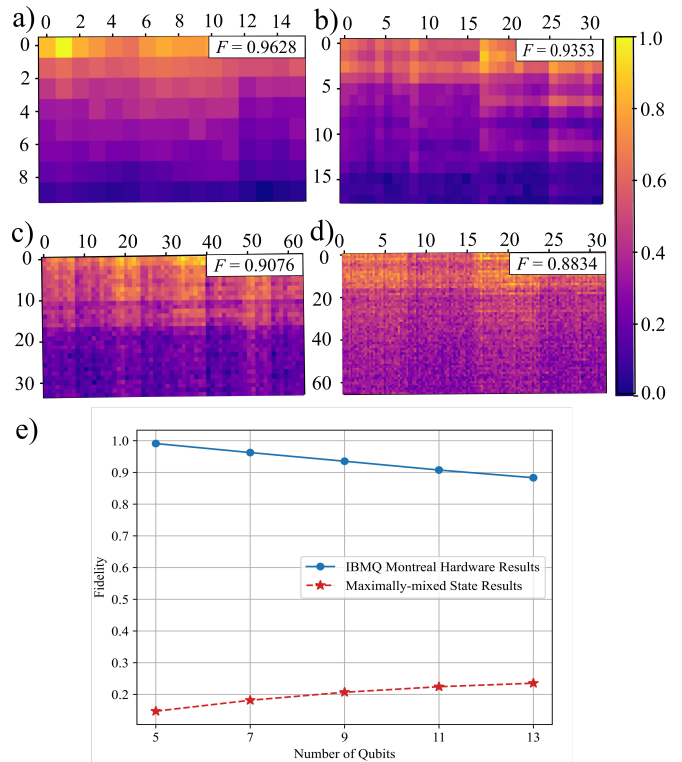 a)
0 2 4 6 8 10 12 14
F = 0.9628
0
2
4
6
8
b)
0 5 10 15 20 25 30
F = 0.9353
0
5
10
15
1.0
0.8
0.6
0.4
0.2
0.0
c)
0 10 20 30 40 50 60
F = 0.9076
0
10
20
30
d)
0 5 10 15 20 25 30
F = 0.8834
0
20
40
60
e)
1.0
0.9
0.8
0.7
0.6
0.5
0.4
0.3
0.2
Fidelity
IBMQ Montreal Hardware Results
Maximally-mixed State Results
5 7 9 11 13
Number of Qubits